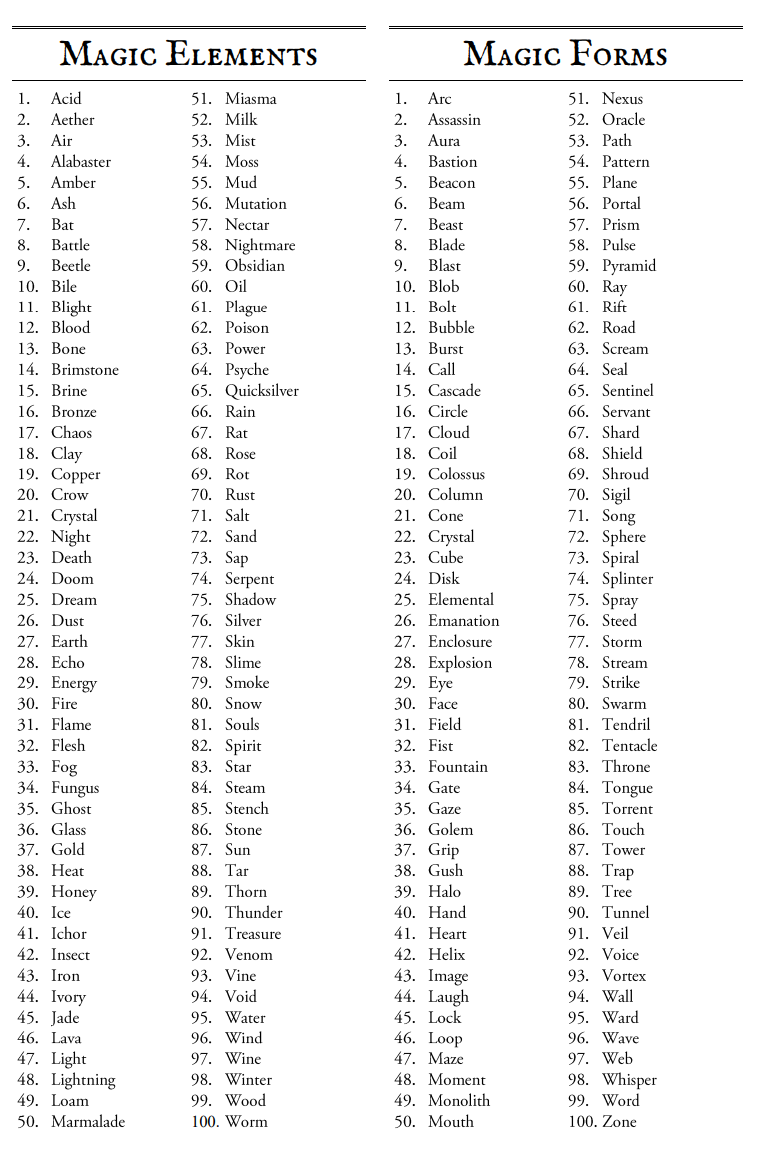 Magic Elements
1. Acid
2. Aether
3. Air
4. Alabaster
5. Amber
6. Ash
7. Bat
8. Battle
9. Beetle
10. Bile
11. Blight
12. Blood
13. Bone
14. Brimstone
15. Brine
16. Bronze
17. Chaos
18. Clay
19. Copper
20. Crow
21. Crystal
22. Night
23. Death
24. Doom
25. Dream
26. Dust
27. Earth
28. Echo
29. Energy
30. Fire
31. Flame
32. Flesh
33. Fog
34. Fungus
35. Ghost
36. Glass
37. Gold
38. Heat
39. Honey
40. Ice
41. Ichor
42. Insect
43. Iron
44. Ivory
45. Jade
46. Lava
47. Light
48. Lightning
49. Loam
50. Marmalade
51. Miasma
52. Milk
53. Mist
54. Moss
55. Mud
56. Mutation
57. Nectar
58. Nightmare
59. Obsidian
60. Oil
61. Plague
62. Poison
63. Power
64. Psyche
65. Quicksilver
66. Rain
67. Rat
68. Rose
69. Rot
70. Rust
71. Salt
72. Sand
73. Sap
74. Serpent
75. Shadow
76. Silver
77. Skin
78. Slime
79. Smoke
80. Snow
81. Souls
82. Spirit
83. Star
84. Steam
85. Stench
86. Stone
87. Sun
88. Tar
89. Thorn
90. Thunder
91. Treasure
92. Venom
93. Vine
94. Void
95. Water
96. Wind
97. Wine
98. Winter
99. Wood
100. Worm
Magic Forms
1. Arc
2. Assassin
3. Aura
4. Bastion
5. Beacon
6. Beam
7. Beast
8. Blade
9. Blast
10. Blob
11. Bolt
12. Bubble
13. Burst
14. Call
15. Cascade
16. Circle
17. Cloud
18. Coil
19. Colossus
20. Column
21. Cone
22. Crystal
23. Cube
24. Disk
25. Elemental
26. Emanation
27. Enclosure
28. Explosion
29. Eye
30. Face
31. Field
32. Fist
33. Fountain
34. Gate
35. Gaze
36. Golem
37. Grip
38. Gush
39. Halo
40. Hand
41. Heart
42. Helix
43. Image
44. Laugh
45. Lock
46. Loop
47. Maze
48. Moment
49. Monolith
50. Mouth
51. Nexus
52. Oracle
53. Path
54. Pattern
55. Plane
56. Portal
57. Prism
58. Pulse
59. Pyramid
60. Ray
61. Rift
62. Road
63. Scream
64. Seal
65. Sentinel
66. Servant
67. Shard
68. Shield
69. Shroud
70. Sigil
71. Song
72. Sphere
73. Spiral
74. Splinter
75. Spray
76. Steed
77. Storm
78. Stream
79. Strike
80. Swarm
81. Tendril
82. Tentacle
83. Throne
84. Tongue
85. Torrent
86. Touch
87. Tower
88. Trap
89. Tree
90. Tunnel
91. Veil
92. Voice
93. Vortex
94. Wall
95. Ward
96. Wave
97. Web
98. Whisper
99. Word
100. Zone